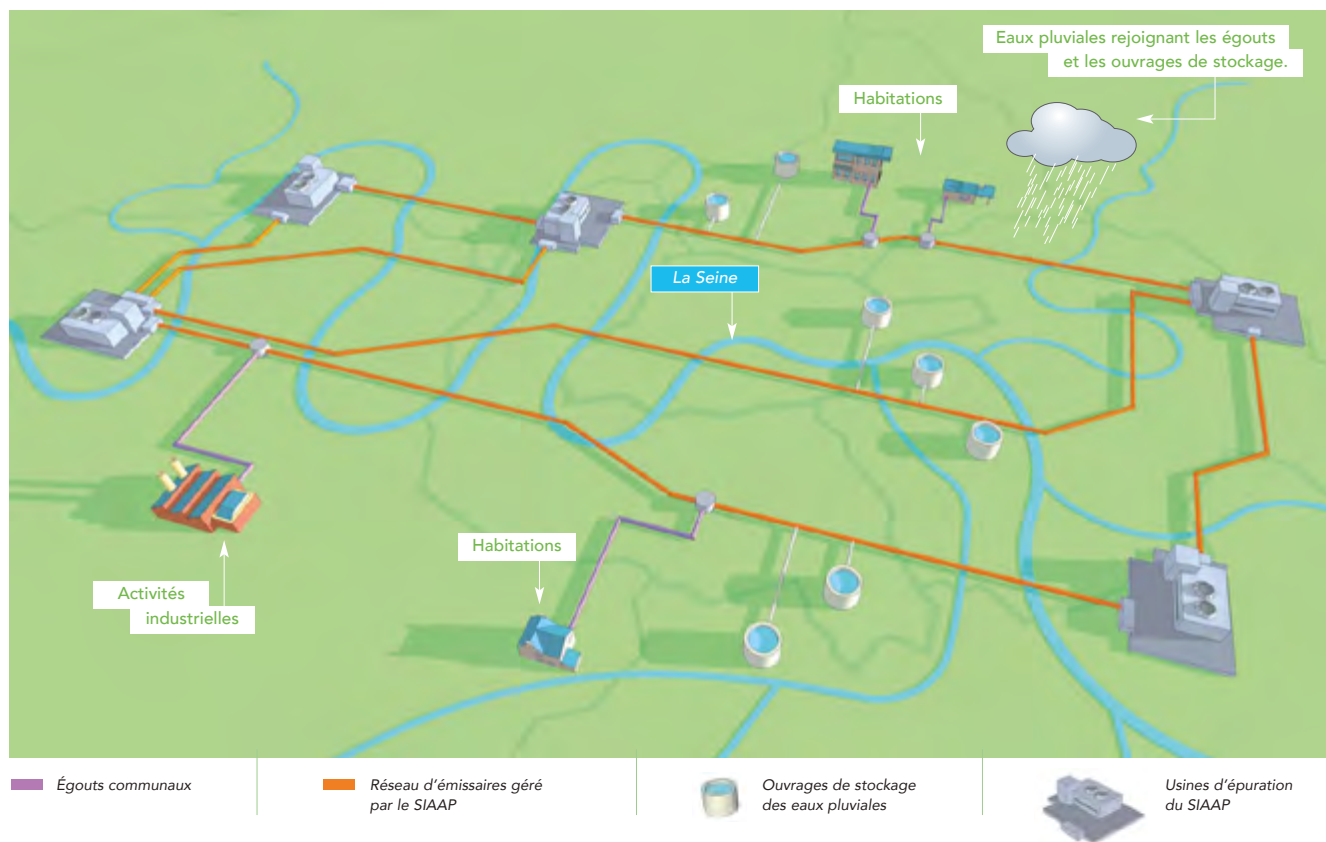 Eaux pluviales rejoignant les égouts
et les ouvrages de stockage.
Habitations
La Seine
Habitations
Activités
industrielles
Égouts communaux
Réseau d'émissaires géré
par le SIAAP
Ouvrages de stockage
des eaux pluviales
Usines d'épuration
du SIAAP